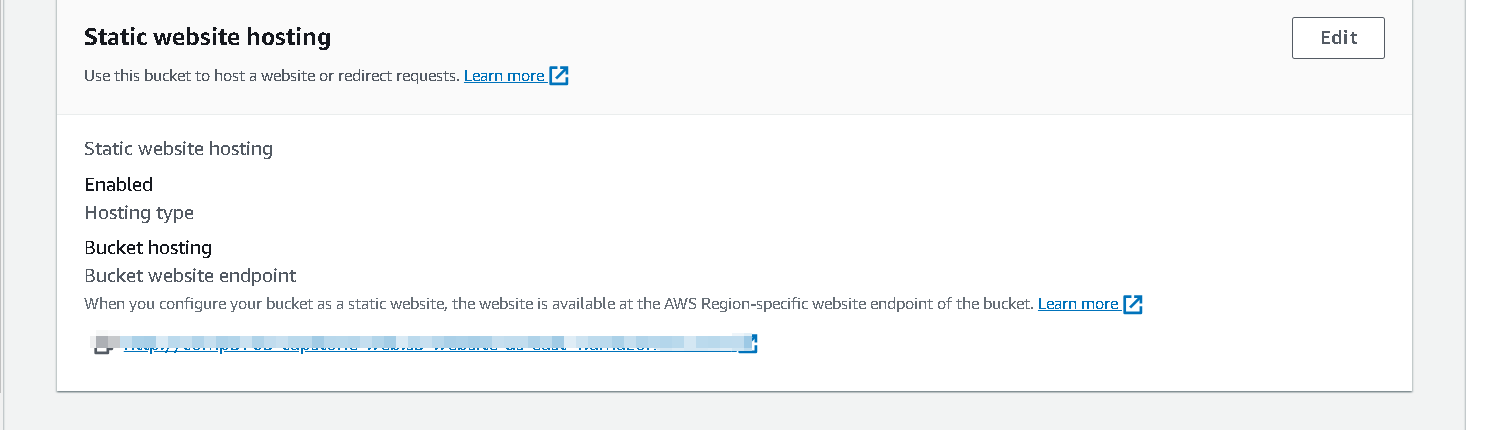 Static website hosting
Edit
Use this bucket to host a website or redirect requests. Learn more
Static website hosting
Enabled
Hosting type
Bucket hosting
Bucket website endpoint
When you configure your bucket as a static website, the website is available at the AWS Region-specific website endpoint of the bucket. Learn more